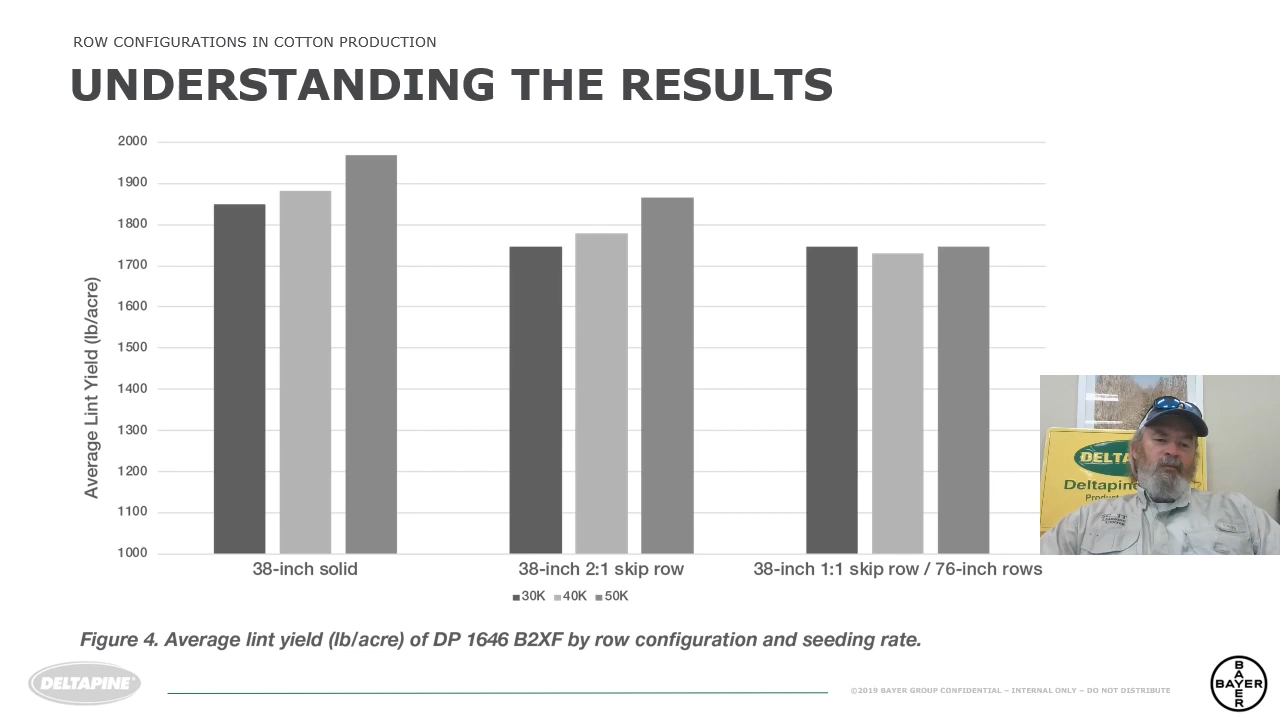 ROW CONFIGURATIONS IN COTTON PRODUCTION
UNDERSTANDING THE RESULTS
Average Lint Yield (lb/acre)
2000
1900
1800
1700
1600
1500
1400
1300
1200
1100
1000
38-inch solid
38-inch 2:1 skip row
38-inch 1:1 skip row / 76-inch rows
30K 40K 50K
Figure 4. Average lint yield (lb/acre) of DP 1646 B2XF by row configuration and seeding rate.
DELTAPINE
©2019 BAYER GROUP CONFIDENTIAL – INTERNAL ONLY – DO NOT DISTRIBUTE
BAYER
BAYER